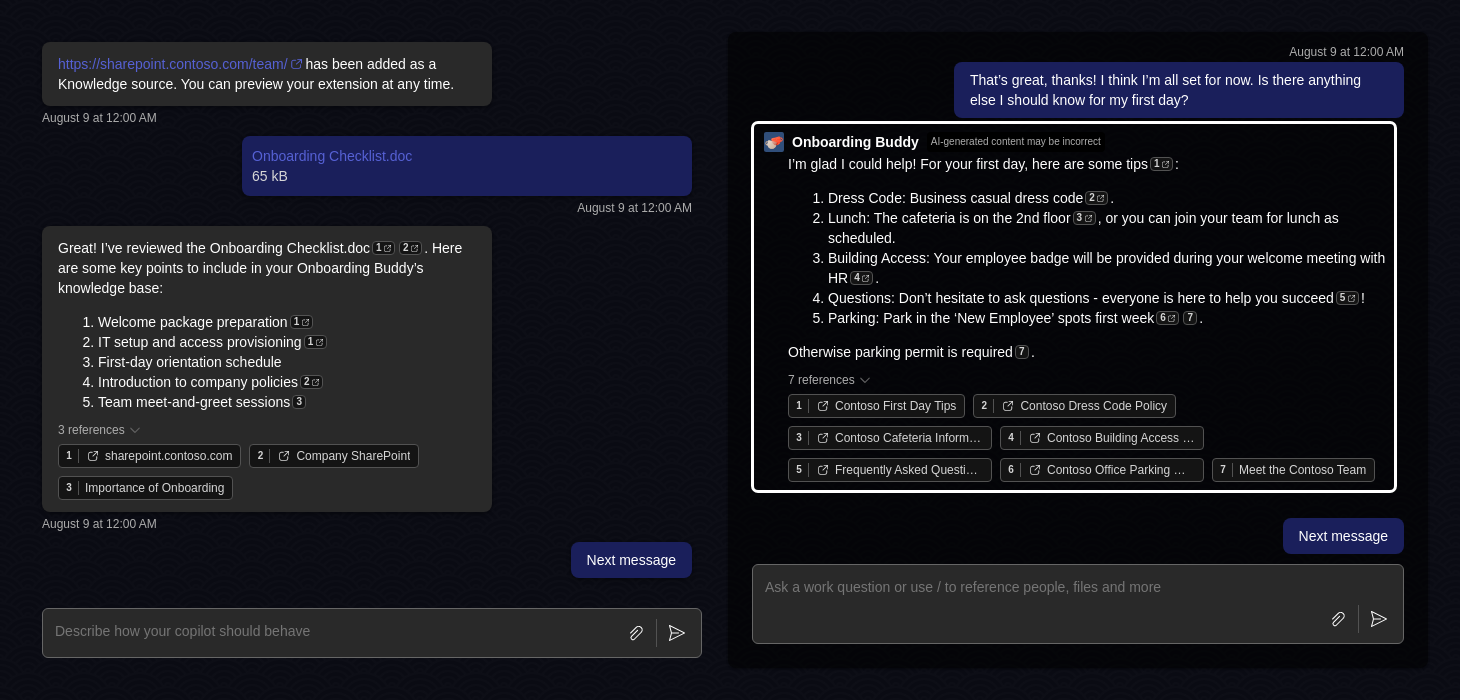 https://sharepoint.contoso.com/team/ has been added as a
Knowledge source. You can preview your extension at any time.
August 9 at 12:00 AM
Onboarding Checklist.doc
65 kB
August 9 at 12:00 AM
Great! I’ve reviewed the Onboarding Checklist.doc 1 2 . Here
are some key points to include in your Onboarding Buddy’s
knowledge base:
1. Welcome package preparation 1
2. IT setup and access provisioning 1
3. First-day orientation schedule
4. Introduction to company policies 2
5. Team meet-and-greet sessions 3
3 references
1 sharepoint.contoso.com 2 Company SharePoint
3 Importance of Onboarding
August 9 at 12:00 AM
Next message
Describe how your copilot should behave
August 9 at 12:00 AM
That’s great, thanks! I think I’m all set for now. Is there anything
else I should know for my first day?
Onboarding Buddy AI-generated content may be incorrect
I’m glad I could help! For your first day, here are some tips 1 :
1. Dress Code: Business casual dress code 2 .
2. Lunch: The cafeteria is on the 2nd floor 3 , or you can join your team for lunch as
scheduled.
3. Building Access: Your employee badge will be provided during your welcome meeting with
HR 4 .
4. Questions: Don’t hesitate to ask questions - everyone is here to help you succeed 5 !
5. Parking: Park in the ‘New Employee’ spots first week 6 7 .
Otherwise parking permit is required 7 .
7 references
1 Contoso First Day Tips 2 Contoso Dress Code Policy
3 Contoso Cafeteria Inform… 4 Contoso Building Access …
5 Frequently Asked Questi… 6 Contoso Office Parking … 7 Meet the Contoso Team
Next message
Ask a work question or use / to reference people, files and more